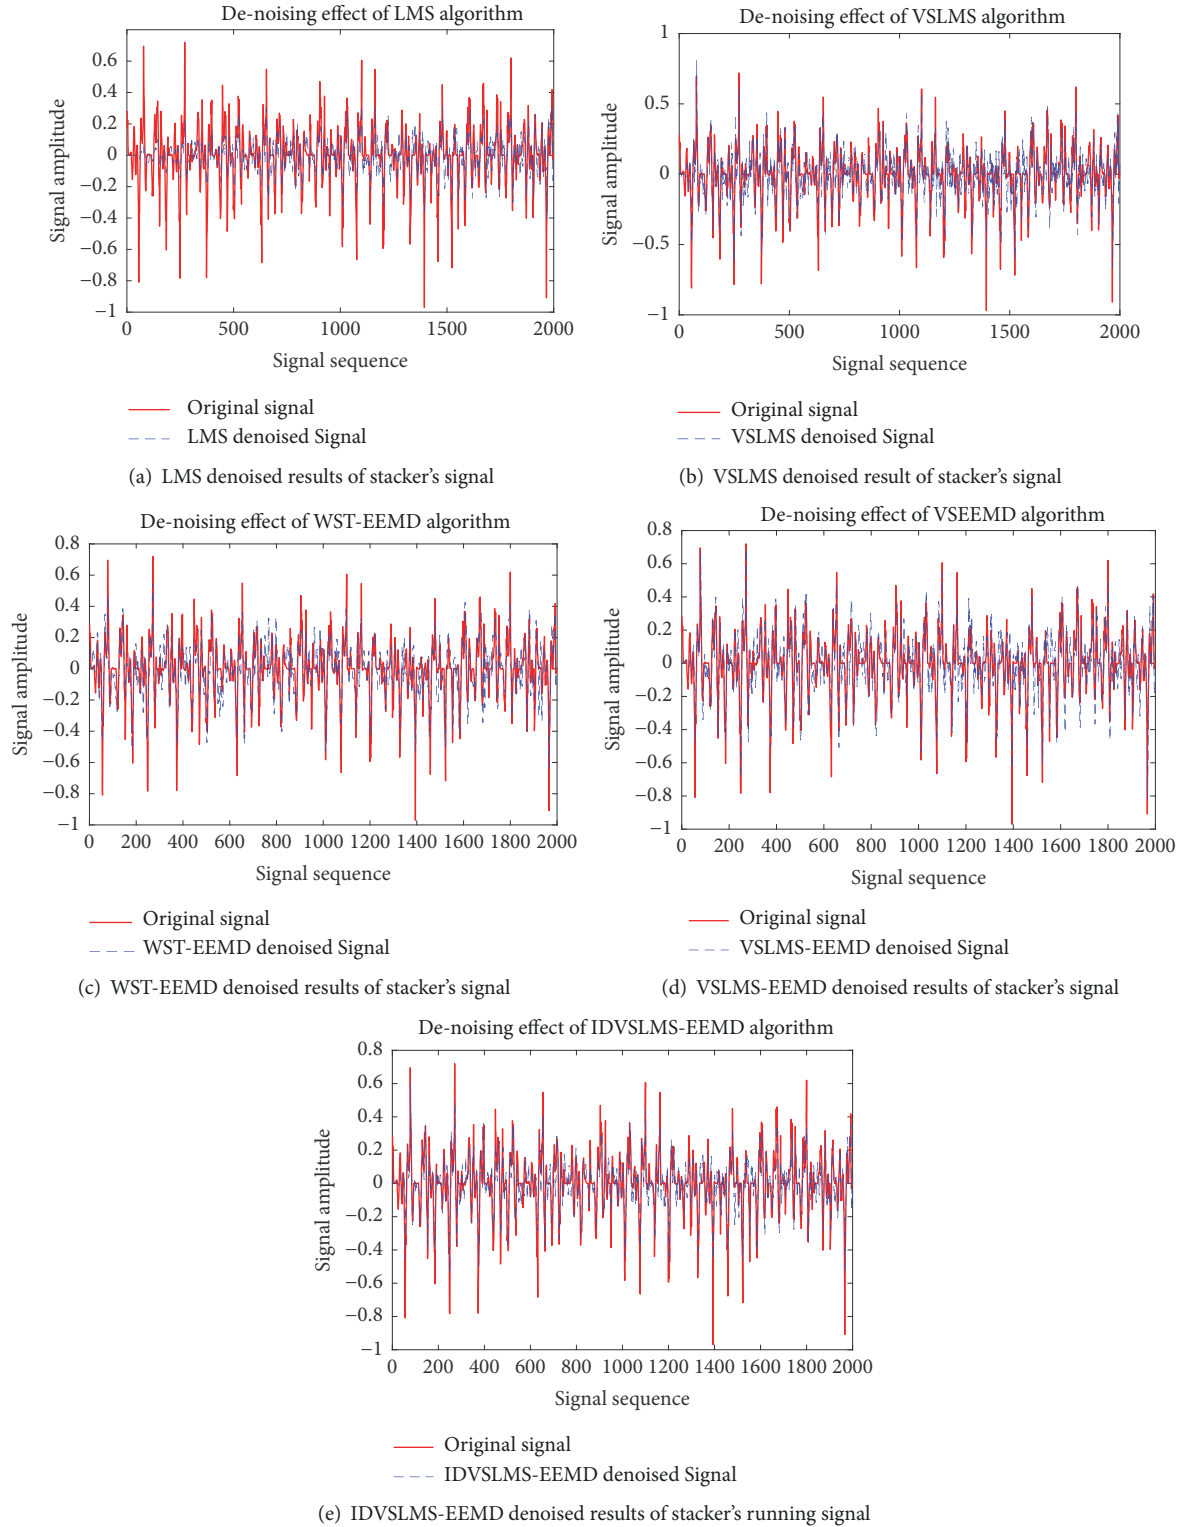 De-noising effect of LMS algorithm
0.6
0.4
0.2
0
−0.2
−0.4
−0.6
−0.8
−1
Signal amplitude
0 500 1000 1500 2000
Signal sequence
Original signal
LMS denoised Signal
(a) LMS denoised results of stacker's signal
De-noising effect of VSLMS algorithm
1
0.5
0
−0.5
−1
Signal amplitude
0 500 1000 1500 2000
Signal sequence
Original signal
VSLMS denoised Signal
(b) VSLMS denoised result of stacker's signal
De-noising effect of WST-EEMD algorithm
0.8
0.6
0.4
0.2
0
−0.2
−0.4
−0.6
−0.8
−1
Signal amplitude
0 200 400 600 800 1000 1200 1400 1600 1800 2000
Signal sequence
Original signal
WST-EEMD denoised Signal
(c) WST-EEMD denoised results of stacker's signal
De-noising effect of VSEEMD algorithm
0.8
0.6
0.4
0.2
0
−0.2
−0.4
−0.6
−0.8
−1
Signal amplitude
0 200 400 600 800 1000 1200 1400 1600 1800 2000
Signal sequence
Original signal
VSLMS-EEMD denoised Signal
(d) VSLMS-EEMD denoised results of stacker's signal
De-noising effect of IDVSLMS-EEMD algorithm
0.8
0.6
0.4
0.2
0
−0.2
−0.4
−0.6
−0.8
−1
Signal amplitude
0 200 400 600 800 1000 1200 1400 1600 1800 2000
Signal sequence
Original signal
IDVSLMS-EEMD denoised Signal
(e) IDVSLMS-EEMD denoised results of stacker's running signal